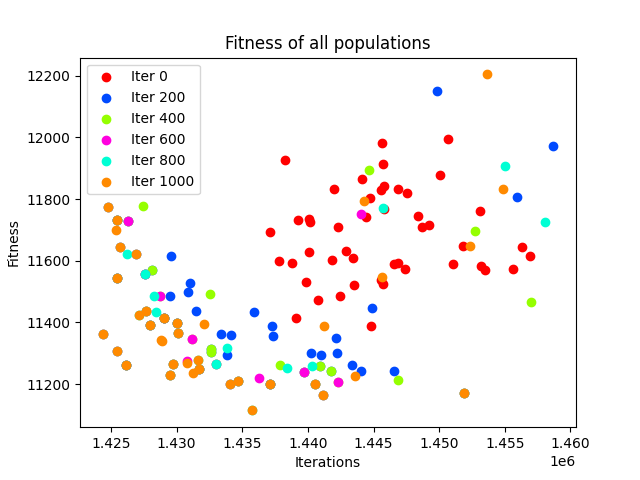 Fitness of all populations
12200
12000
11800
11600
11400
11200
Fitness
Iter 0
Iter 200
Iter 400
Iter 600
Iter 800
Iter 1000
1.425 1.430 1.435 1.440 1.445 1.450 1.455 1.460
Iterations
1e6